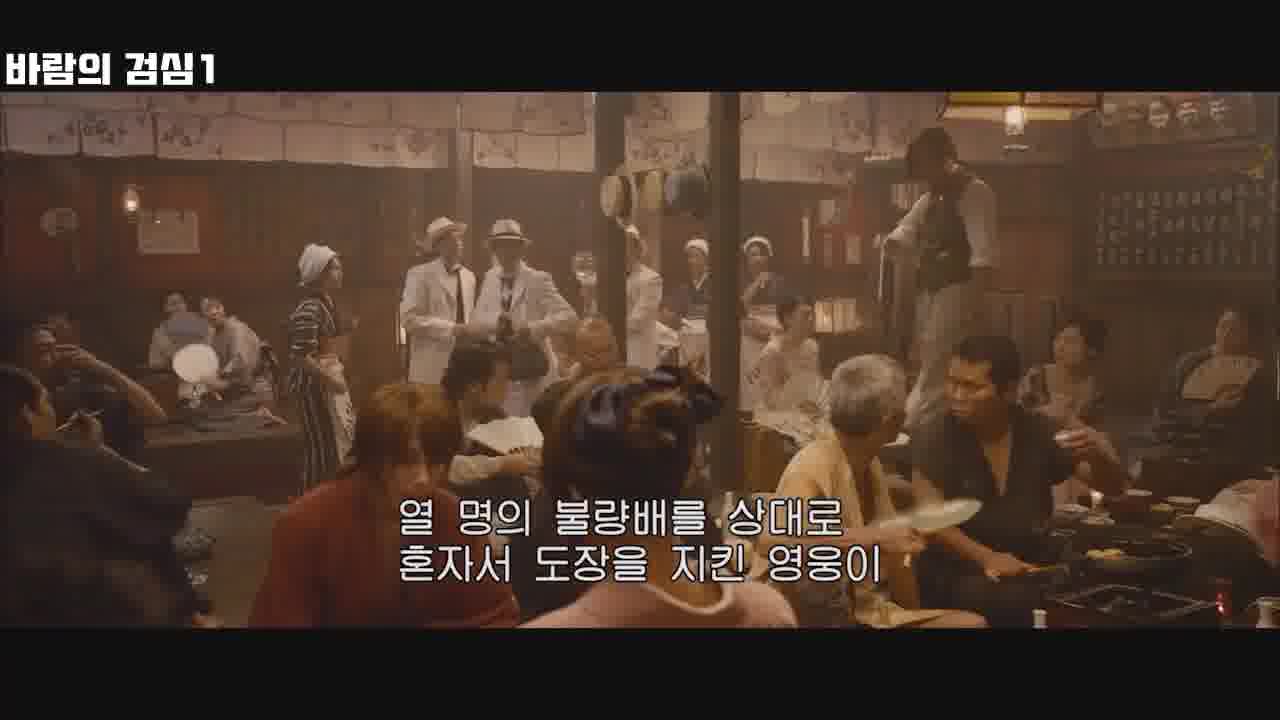 바람의 검심1
열 명의 불량배를 상대로
혼자서 도장을 지킨 영웅이